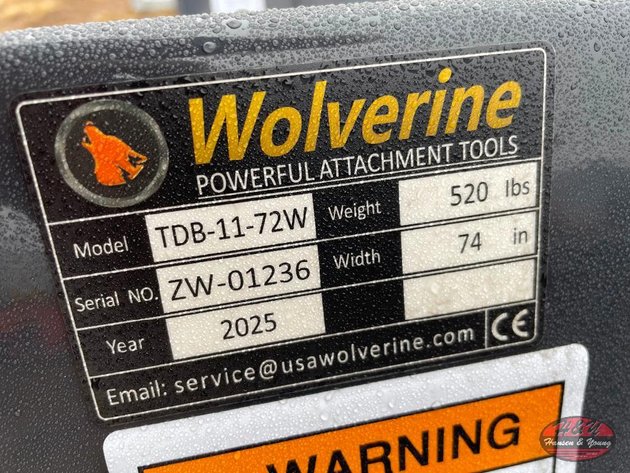 Wolverine
POWERFUL ATTACHMENT TOOLS
Model TDB-11-72W Weight 520 lbs
Serial NO. ZW-01236 Width 74 in
Year 2025
Email: service@usawolverine.com CE
WARNING
H&Y
Hansen & Young